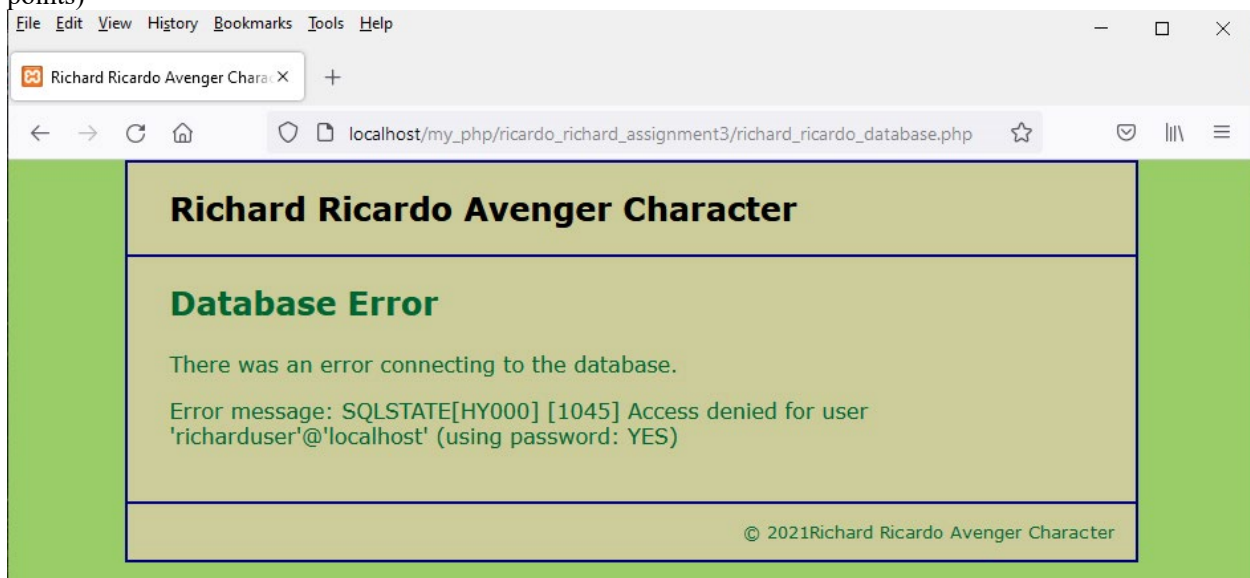 points)
File Edit View History Bookmarks Tools Help
Richard Ricardo Avenger Charac
localhost/my_php/ricardo_richard_assignment3/richard_ricardo_database.php
Richard Ricardo Avenger Character
Database Error
There was an error connecting to the database.
Error message: SQLSTATE[HY000] [1045] Access denied for user
'richarduser'@'localhost' (using password: YES)
© 2021Richard Ricardo Avenger Character